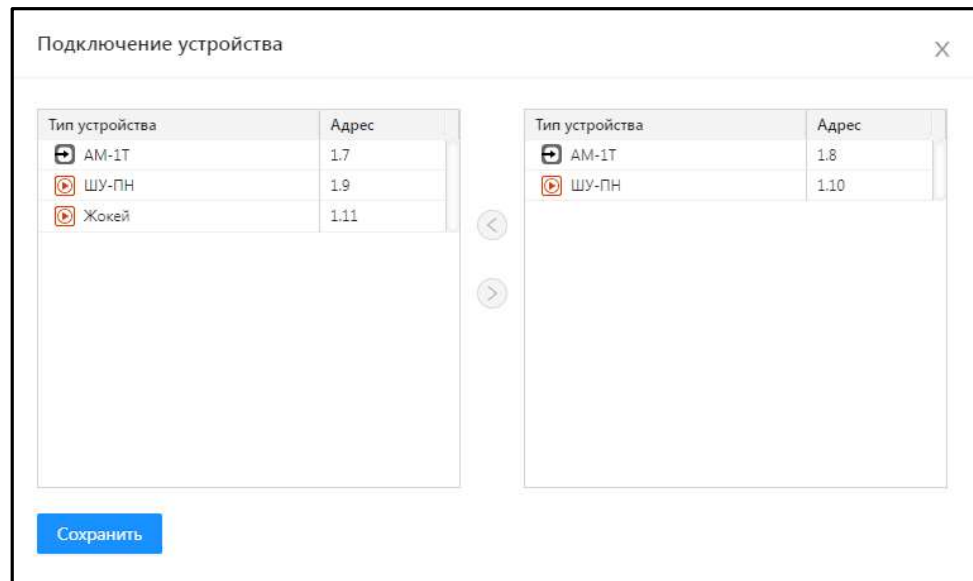 Подключение устройства
Тип устройства Адрес
АМ-1Т 1.7
ШУ-ПН 1.9
Жокей 1.11
Тип устройства Адрес
АМ-1Т 1.8
ШУ-ПН 1.10
Сохранить